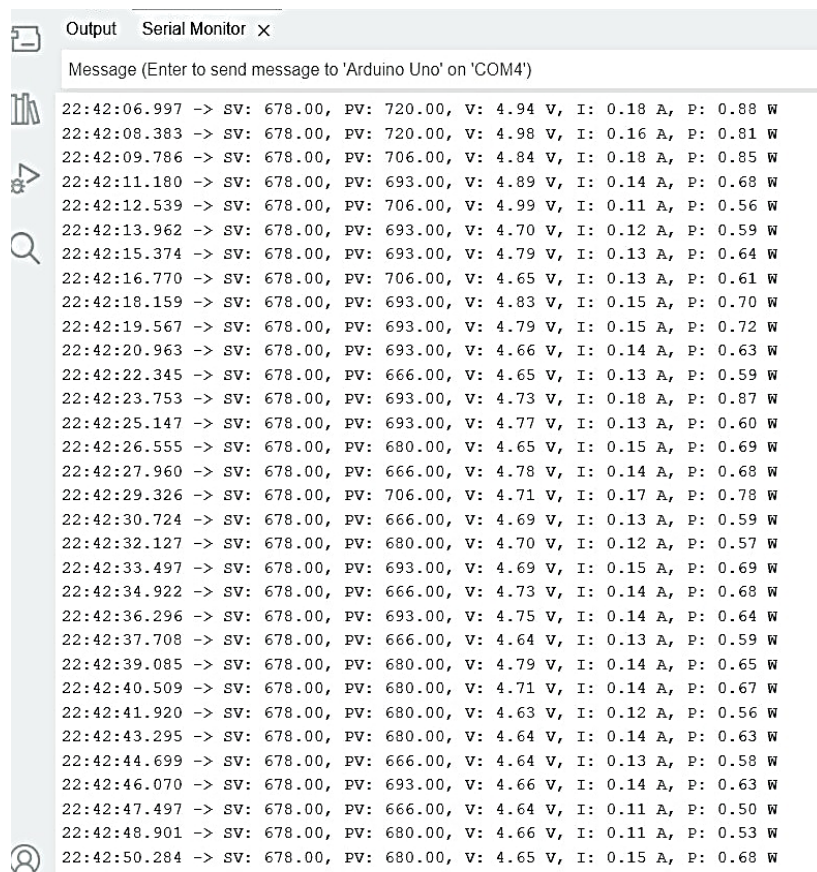 Output Serial Monitor ×
Message (Enter to send message to 'Arduino Uno' on 'COM4')
22:42:06.997 -> SV: 678.00, PV: 720.00, V: 4.94 V, I: 0.18 A, P: 0.88 W
22:42:08.383 -> SV: 678.00, PV: 720.00, V: 4.98 V, I: 0.16 A, P: 0.81 W
22:42:09.786 -> SV: 678.00, PV: 706.00, V: 4.84 V, I: 0.18 A, P: 0.85 W
22:42:11.180 -> SV: 678.00, PV: 693.00, V: 4.89 V, I: 0.14 A, P: 0.68 W
22:42:12.539 -> SV: 678.00, PV: 706.00, V: 4.99 V, I: 0.11 A, P: 0.56 W
22:42:13.962 -> SV: 678.00, PV: 693.00, V: 4.70 V, I: 0.12 A, P: 0.59 W
22:42:15.374 -> SV: 678.00, PV: 693.00, V: 4.79 V, I: 0.13 A, P: 0.64 W
22:42:16.770 -> SV: 678.00, PV: 706.00, V: 4.65 V, I: 0.13 A, P: 0.61 W
22:42:18.159 -> SV: 678.00, PV: 693.00, V: 4.83 V, I: 0.15 A, P: 0.70 W
22:42:19.567 -> SV: 678.00, PV: 693.00, V: 4.79 V, I: 0.15 A, P: 0.72 W
22:42:20.963 -> SV: 678.00, PV: 693.00, V: 4.66 V, I: 0.14 A, P: 0.63 W
22:42:22.345 -> SV: 678.00, PV: 666.00, V: 4.65 V, I: 0.13 A, P: 0.59 W
22:42:23.753 -> SV: 678.00, PV: 693.00, V: 4.73 V, I: 0.18 A, P: 0.87 W
22:42:25.147 -> SV: 678.00, PV: 693.00, V: 4.77 V, I: 0.13 A, P: 0.60 W
22:42:26.555 -> SV: 678.00, PV: 680.00, V: 4.65 V, I: 0.15 A, P: 0.69 W
22:42:27.960 -> SV: 678.00, PV: 666.00, V: 4.78 V, I: 0.14 A, P: 0.68 W
22:42:29.326 -> SV: 678.00, PV: 706.00, V: 4.71 V, I: 0.17 A, P: 0.78 W
22:42:30.724 -> SV: 678.00, PV: 666.00, V: 4.69 V, I: 0.13 A, P: 0.59 W
22:42:32.127 -> SV: 678.00, PV: 680.00, V: 4.70 V, I: 0.12 A, P: 0.57 W
22:42:33.497 -> SV: 678.00, PV: 693.00, V: 4.69 V, I: 0.15 A, P: 0.69 W
22:42:34.922 -> SV: 678.00, PV: 666.00, V: 4.73 V, I: 0.14 A, P: 0.68 W
22:42:36.296 -> SV: 678.00, PV: 693.00, V: 4.75 V, I: 0.14 A, P: 0.64 W
22:42:37.708 -> SV: 678.00, PV: 666.00, V: 4.64 V, I: 0.13 A, P: 0.59 W
22:42:39.085 -> SV: 678.00, PV: 680.00, V: 4.79 V, I: 0.14 A, P: 0.65 W
22:42:40.509 -> SV: 678.00, PV: 680.00, V: 4.71 V, I: 0.14 A, P: 0.67 W
22:42:41.920 -> SV: 678.00, PV: 680.00, V: 4.63 V, I: 0.12 A, P: 0.56 W
22:42:43.295 -> SV: 678.00, PV: 680.00, V: 4.64 V, I: 0.14 A, P: 0.63 W
22:42:44.699 -> SV: 678.00, PV: 666.00, V: 4.64 V, I: 0.13 A, P: 0.58 W
22:42:46.070 -> SV: 678.00, PV: 693.00, V: 4.66 V, I: 0.14 A, P: 0.63 W
22:42:47.497 -> SV: 678.00, PV: 666.00, V: 4.64 V, I: 0.11 A, P: 0.50 W
22:42:48.901 -> SV: 678.00, PV: 680.00, V: 4.66 V, I: 0.11 A, P: 0.53 W
22:42:50.284 -> SV: 678.00, PV: 680.00, V: 4.65 V, I: 0.15 A, P: 0.68 W